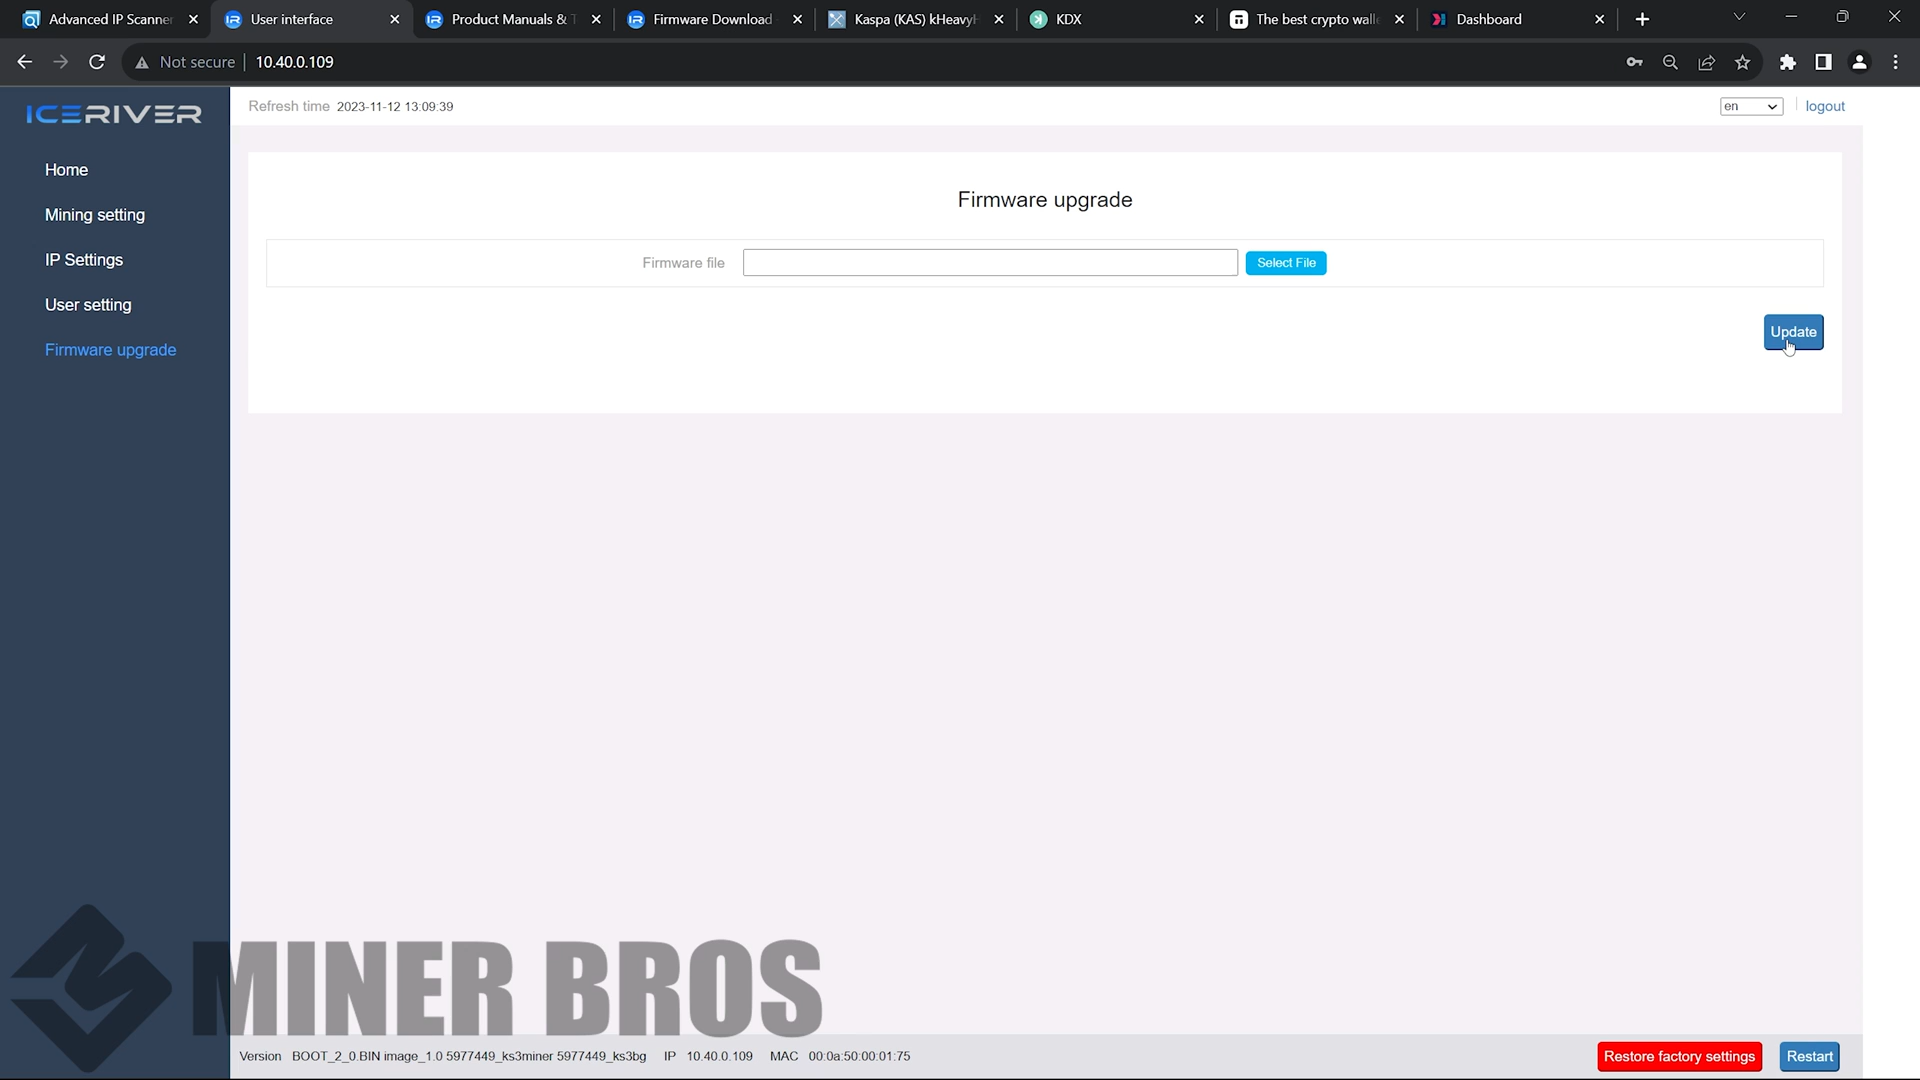 Advanced IP Scanner
User interface
Product Manuals & T
Firmware Download
Kaspa (KAS) kHeavyH
KDX
The best crypto walle
Dashboard
Not secure
10.40.0.109
ICERIVER
Refresh time 2023-11-12 13:09:39
en
logout
Home
Mining setting
IP Settings
User setting
Firmware upgrade
Firmware upgrade
Firmware file
Select File
Update
MINER BROS
Version BOOT_2_0.BIN image_1.0 5977449_ks3miner 5977449_ks3bg IP 10.40.0.109 MAC 00:0a:50:00:01:75
Restore factory settings
Restart